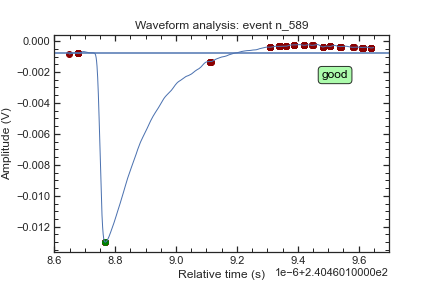 Waveform analysis: event n_589
0.000
−0.002
−0.004
−0.006
−0.008
−0.010
−0.012
Amplitude (V)
good
8.6 8.8 9.0 9.2 9.4 9.6
Relative time (s)
1e−6+2.4046010000e2